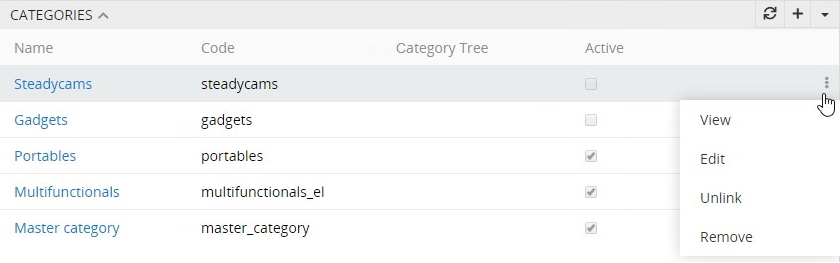 CATEGORIES
Name Code Category Tree Active
Steadycams steadycams
Gadgets gadgets View
Portables portables Edit
Multifunctionals multifunctionals_el Unlink
Master category master_category Remove